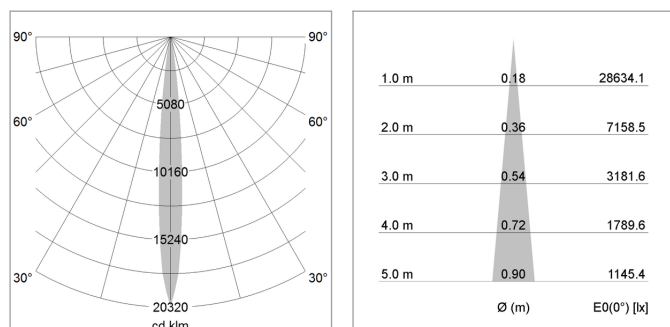 90° 90°
5080
60° 60°
10160
15240
30° 30°
20320
cd klm
1.0 m 0.18 28634.1
2.0 m 0.36 7158.5
3.0 m 0.54 3181.6
4.0 m 0.72 1789.6
5.0 m 0.90 1145.4
Ø (m) E0(0°) [lx]